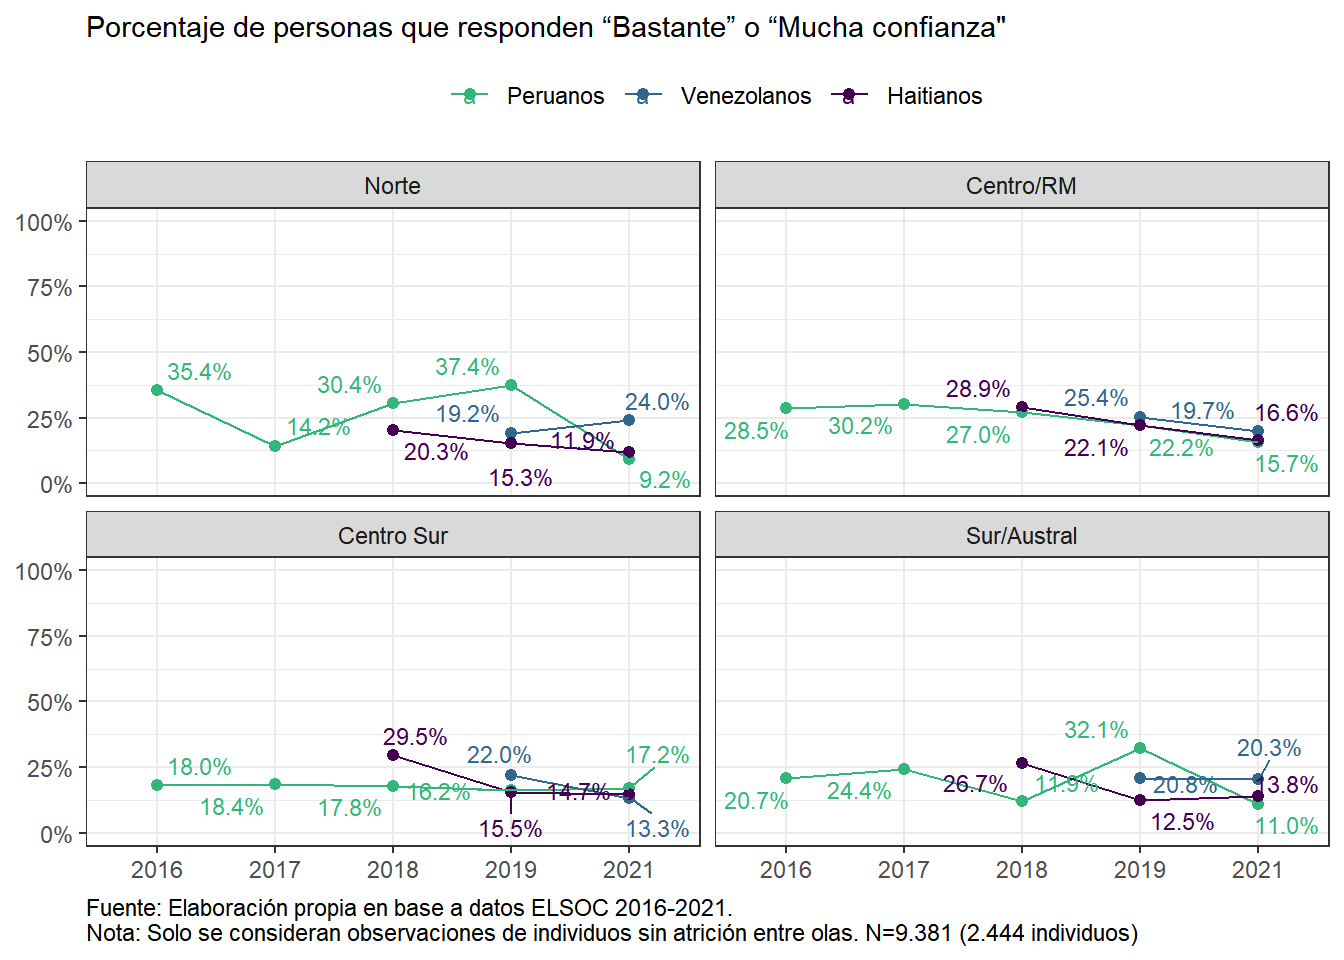 Porcentaje de personas que responden “Bastante” o “Mucha confianza"
a Peruanos a Venezolanos a Haitianos
Norte Centro/RM
100%
75%
50%
25%
0%
35.4% 14.2% 30.4% 37.4% 9.2%
19.2% 24.0%
20.3% 15.3% 11.9%
28.5% 30.2% 27.0% 22.2% 15.7%
25.4% 19.7%
28.9% 22.1% 16.6%
Centro Sur Sur/Austral
100%
75%
50%
25%
0%
18.0% 18.4% 17.8% 16.2% 17.2%
22.0% 13.3%
29.5% 15.5% 14.7%
20.7% 24.4% 11.9% 32.1% 11.0%
20.8% 20.3%
26.7% 12.5% 13.8%
2016 2017 2018 2019 2021 2016 2017 2018 2019 2021
Fuente: Elaboración propia en base a datos ELSOC 2016-2021.
Nota: Solo se consideran observaciones de individuos sin atrición entre olas. N=9.381 (2.444 individuos)